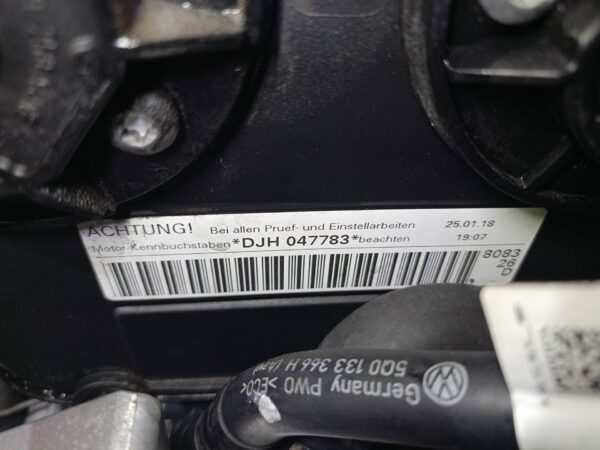 ACHTUNG! Bei allen Pruef- und Einstellarbeiten 25.01.18
Motor-Kennbuchstaben *DJH 047783* beachten 19:07
8083
26
D
Germany PWO >ECO<
5Q0 133 366 H